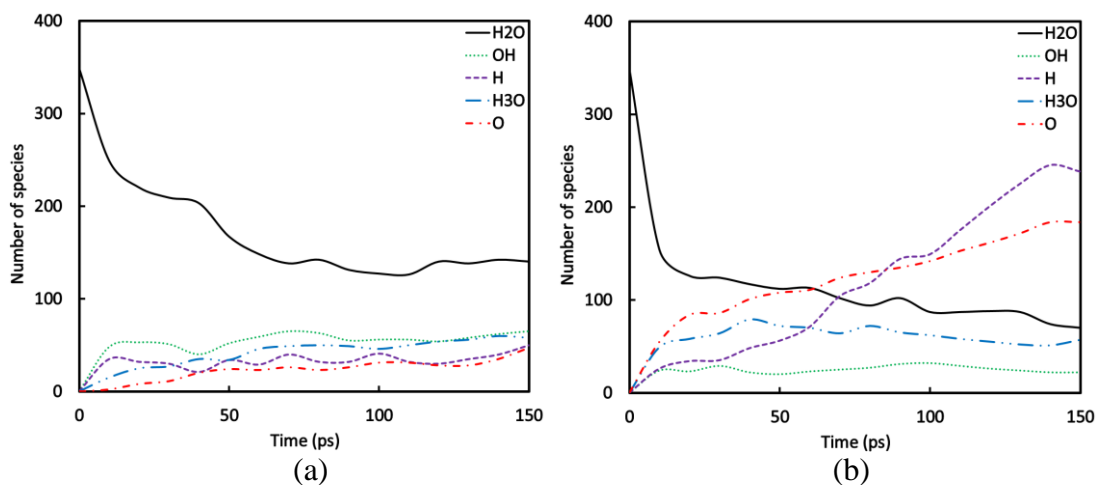 400
300
200
100
0
Number of species
0
50
100
150
Time (ps)
H2O
OH
H
H3O
O
(a)
400
300
200
100
0
Number of species
0
50
100
150
Time (ps)
H2O
OH
H
H3O
O
(b)